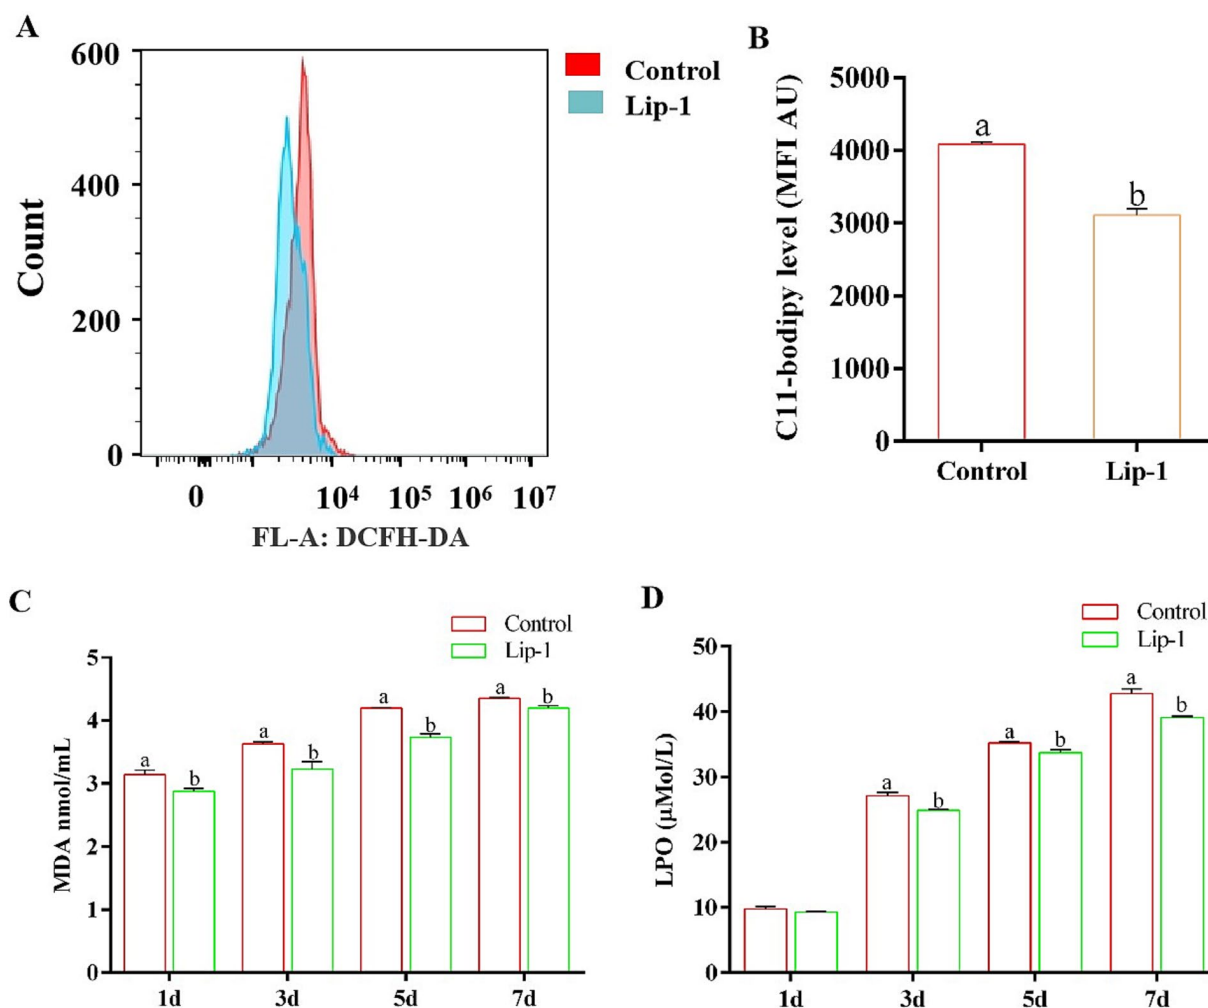 A
600
400
200
0
Count
0 10⁴ 10⁵ 10⁶ 10⁷
FL-A: DCFH-DA
Control
Lip-1
B
5000
4000
3000
2000
1000
0
C11-bodipy level (MFI AU)
a
b
Control Lip-1
C
Control
Lip-1
5
4
3
2
1
0
MDA nmol/mL
a b a b a b a b
1d 3d 5d 7d
D
Control
Lip-1
50
40
30
20
10
0
LPO (μMol/L)
a b a b a b
1d 3d 5d 7d